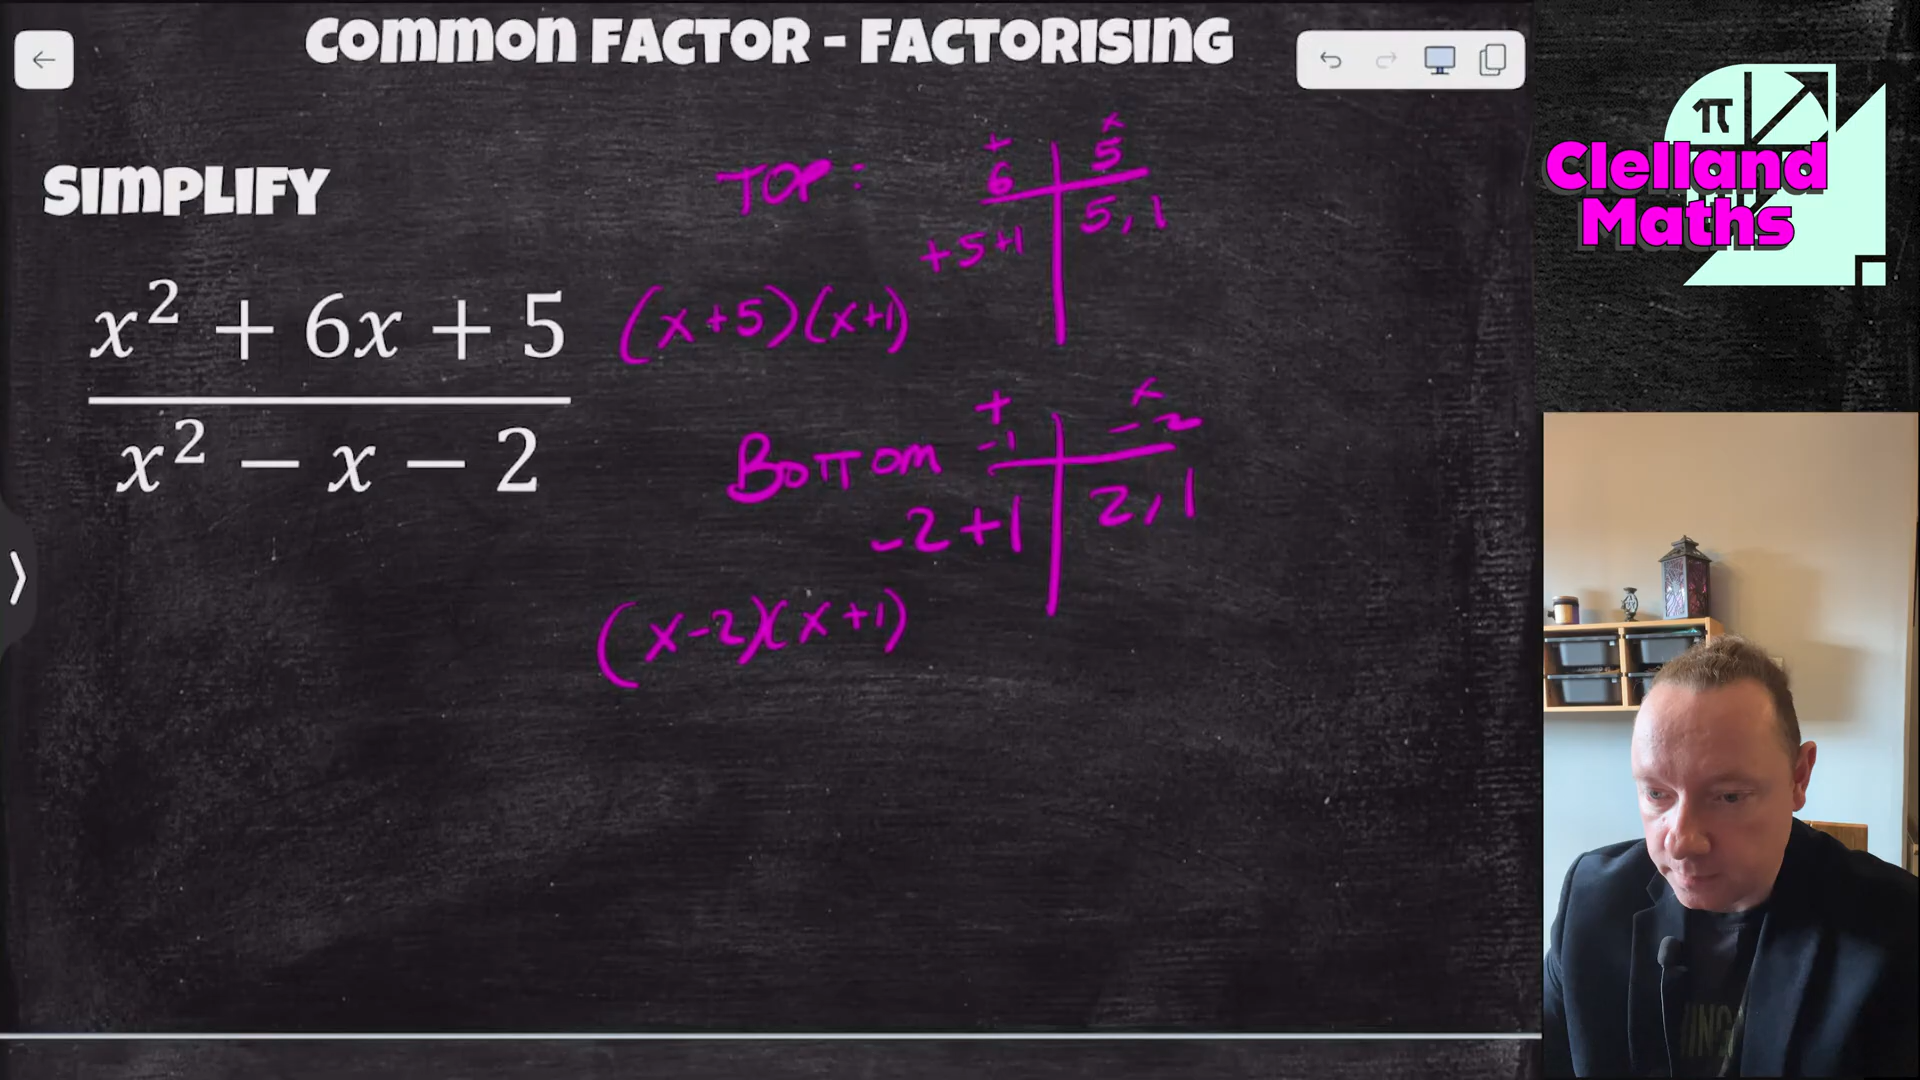 COMMON FACTOR - FACTORISING
SIMPLIFY
x² + 6x + 5
x² − x − 2
TOP:
+ x
6 5
+5+1 5, 1
(x+5)(x+1)
Bottom
+ x
-1 -2
-2+1 2, 1
(x-2)(x+1)
π
Clelland
Maths